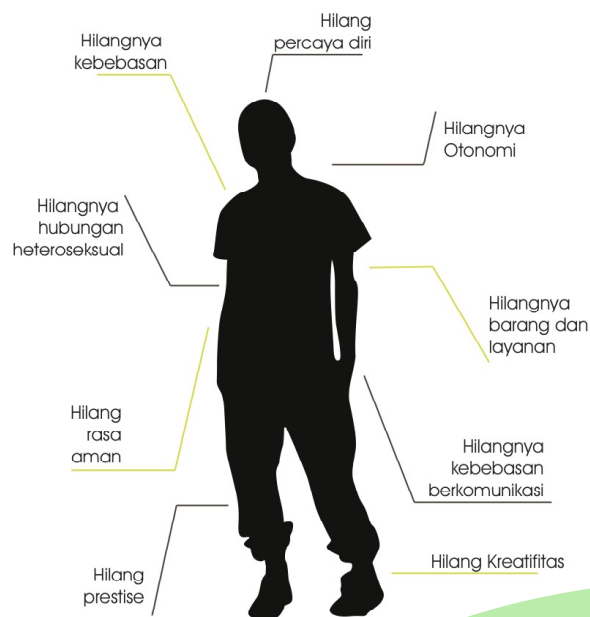 Hilang
percaya diri
Hilangnya
kebebasan
Hilangnya
Otonomi
Hilangnya
hubungan
heteroseksual
Hilangnya
barang dan
layanan
Hilang
rasa
aman
Hilangnya
kebebasan
berkomunikasi
Hilang Kreatifitas
Hilang
prestise